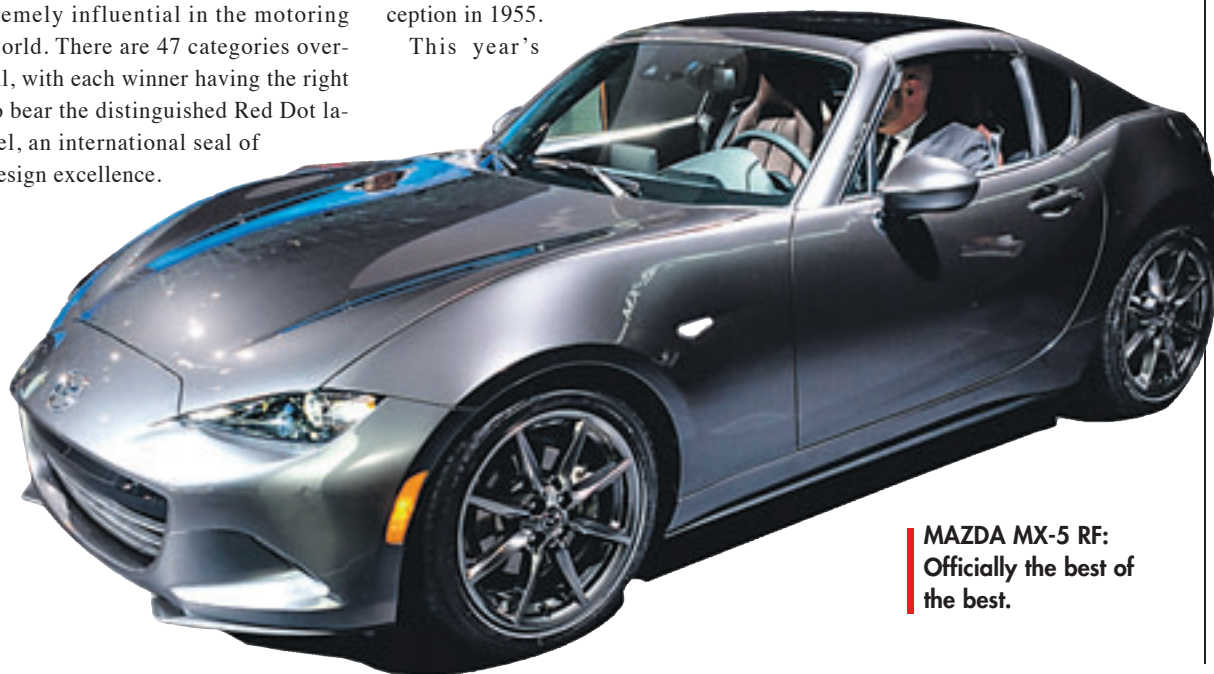 emely influential in the motoring
orld. There are 47 categories over-
l, with each winner having the right
bear the distinguished Red Dot la-
el, an international seal of
esign excellence.
ception in 1955.
This year's
MAZDA MX-5 RF:
Officially the best of
the best.